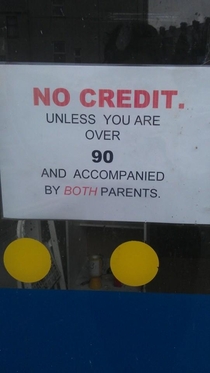 NO CREDIT.
UNLESS YOU ARE
OVER
90
AND ACCOMPANIED
BY BOTH PARENTS.